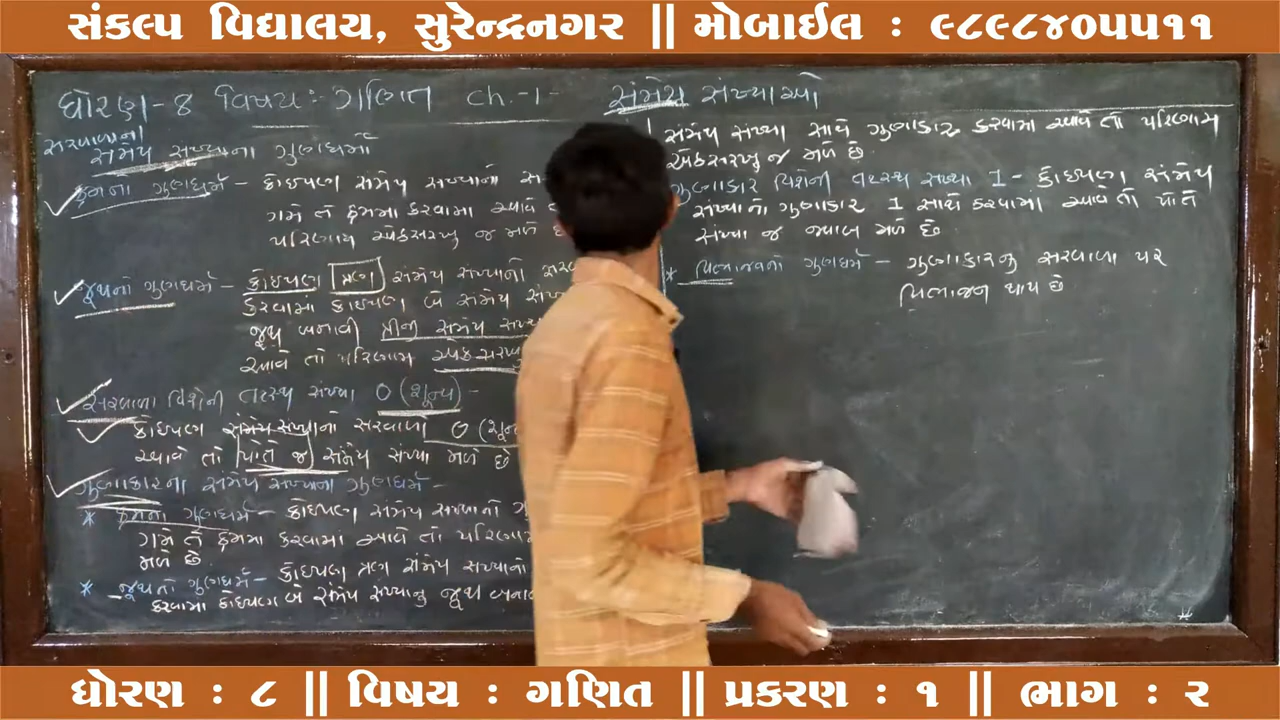 સંકલ્પ વિદ્યાલય, સુરેન્દ્રનગર || મોબાઈલ : ૯૮૯૮૪૦૫૫૧૧
ધોરણ-8 વિષય:- ગણિત ch.-1- સંમેય સંખ્યાઓ
સરવાળાના
સંમેય સંખ્યાના ગુણધર્મો
ક્રમનો ગુણધર્મ - કોઈપણ સંમેય સંખ્યાનો
ગમે તે ક્રમમાં કરવામાં આવે
પરિણામ એકસરખુ જ મળે છે
જૂથનો ગુણધર્મ - કોઈપણ ત્રણ સંમેય સંખ્યાનો
કરવામાં કોઈપણ બે સંમેય
જૂથ બનાવી ત્રીજી સંમેય સંખ્યા
આવે તો પરિણામ એકસરખુ
સરવાળા વિશેની તટસ્થ સંખ્યા 0 (શૂન્ય) -
કોઈપણ સંમેય સંખ્યાનો સરવાળો 0
આવે તો પોતે જ સંમેય સંખ્યા મળે છે
ગુણાકારના સંમેય સંખ્યાના ગુણધર્મ -
* ક્રમનો ગુણધર્મ - કોઈપણ સંમેય સંખ્યાનો
ગમે તે ક્રમમાં કરવામાં આવે તો
મળે છે.
* જૂથનો ગુણધર્મ - કોઈપણ ત્રણ સંમેય સંખ્યાનો
કરવામાં કોઈપણ બે સંમેય સંખ્યાનુ જૂથ
સંમેય સંખ્યા સાથે ગુણાકાર કરવામાં આવે તો પરિણામ
એકસરખુ જ મળે છે.
ગુણાકાર વિશેની તટસ્થ સંખ્યા 1 - કોઈપણ સંમેય
સંખ્યાનો ગુણાકાર 1 સાથે કરવામાં આવે તો પોતે
સંખ્યા જ જવાબ મળે છે.
* વિભાજનનો ગુણધર્મ - ગુણાકારનુ સરવાળા પર
વિભાજન થાય છે
ધોરણ : ૮ || વિષય : ગણિત || પ્રકરણ : ૧ || ભાગ : ૨